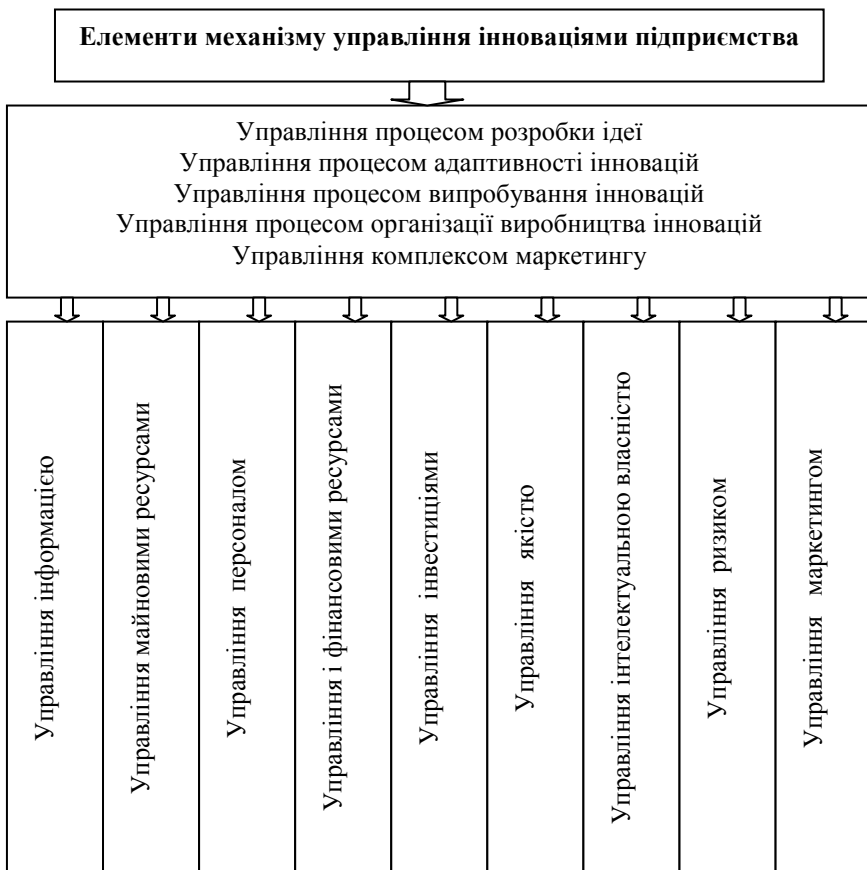 Елементи механізму управління інноваціями підприємства
Управління процесом розробки ідеї
Управління процесом адаптивності інновацій
Управління процесом випробування інновацій
Управління процесом організації виробництва інновацій
Управління комплексом маркетингу
Управління інформацією
Управління майновими ресурсами
Управління персоналом
Управління і фінансовими ресурсами
Управління інвестиціями
Управління якістю
Управління інтелектуальною власністю
Управління ризиком
Управління маркетингом